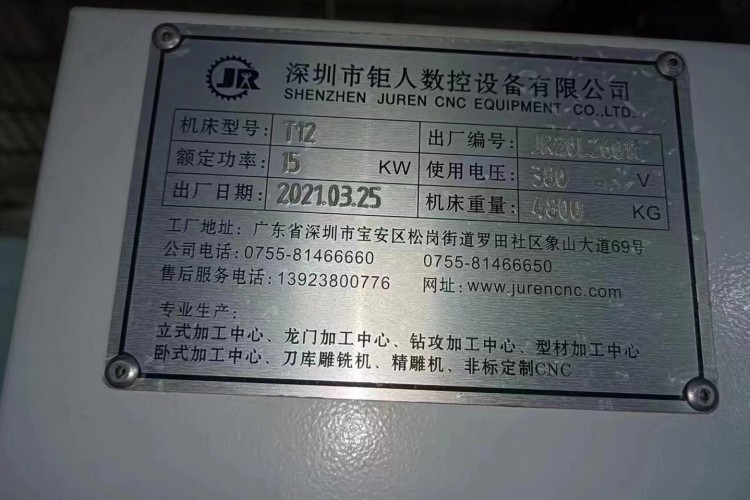 JR
深圳市钜人数控设备有限公司
SHENZHEN JUREN CNC EQUIPMENT CO.,LTD.
机床型号: T12 出厂编号:
额定功率: 15 KW 使用电压: 380 V
出厂日期: 2021.03.25 机床重量: 4800 KG
工厂地址: 广东省深圳市宝安区松岗街道罗田社区象山大道69号
公司电话: 0755-81466660 0755-81466650
售后服务电话: 13923800776 网址: www.jurencnc.com
专业生产:
立式加工中心、龙门加工中心、钻攻加工中心、型材加工中心
卧式加工中心、刀库雕铣机、精雕机、非标定制CNC